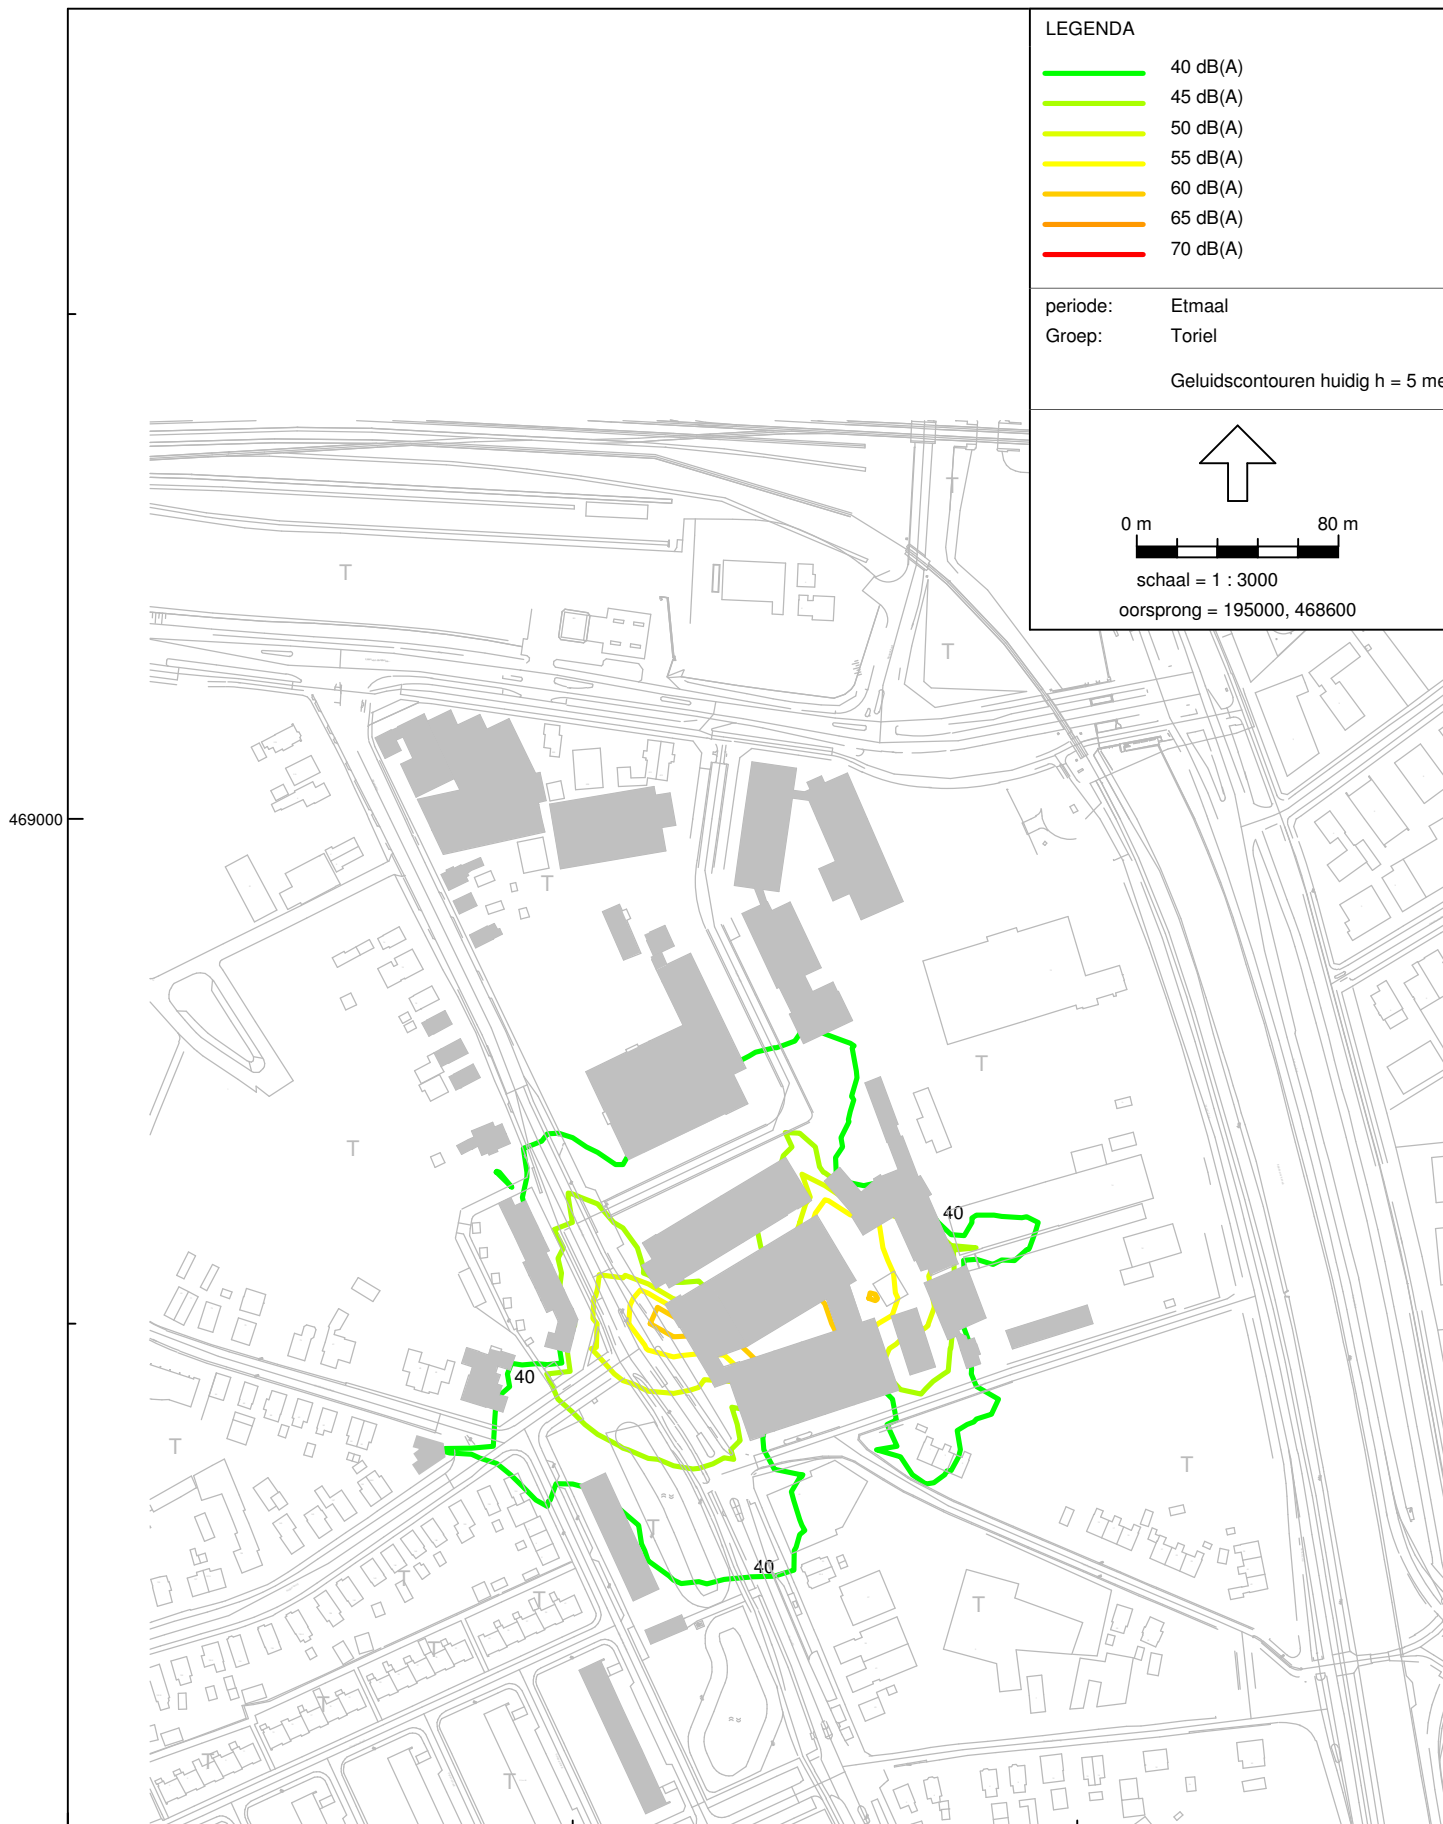 LEGENDA
40 dB(A)
45 dB(A)
50 dB(A)
55 dB(A)
60 dB(A)
65 dB(A)
70 dB(A)
periode: Etmaal
Groep: Toriel
Geluidscontouren huidig h = 5 me
0 m 80 m
schaal = 1 : 3000
oorsprong = 195000, 468600
T
T
T
469000
T
T
T
40
40
T
T
T
40
T
T
T
T
T
T
T